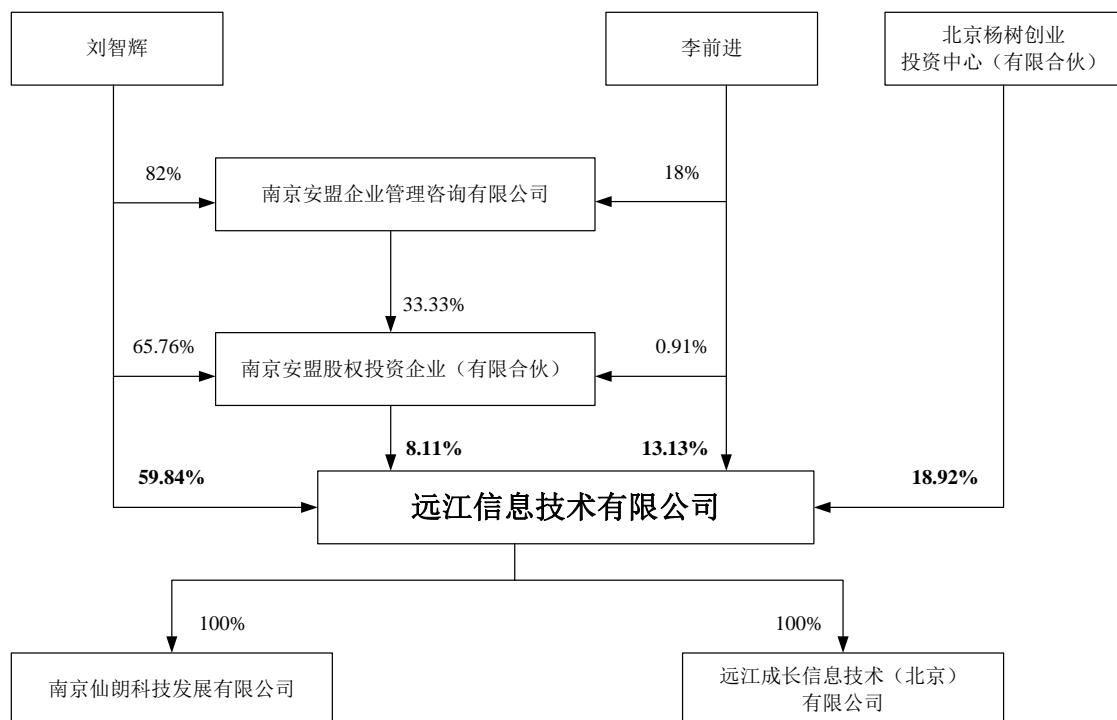 刘智辉
李前进
北京杨树创业
投资中心（有限合伙）
82%
南京安盟企业管理咨询有限公司
18%
33.33%
65.76%
南京安盟股权投资企业（有限合伙）
0.91%
59.84%
8.11%
13.13%
18.92%
远江信息技术有限公司
100%
100%
南京仙朗科技发展有限公司
远江成长信息技术（北京）
有限公司